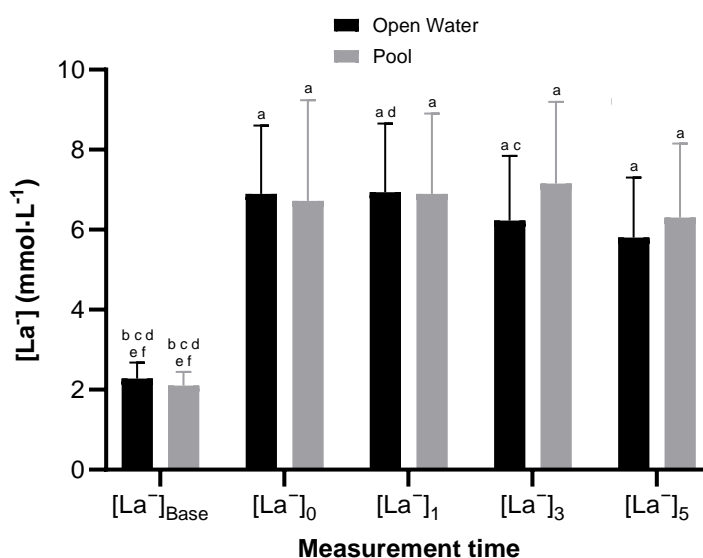 Open Water
Pool
[La⁻] (mmol·L⁻¹)
10
8
6
4
2
0
b c d
e f
b c d
e f
a
a
a d
a
a c
a
a
a
[La⁻]Base
[La⁻]0
[La⁻]1
[La⁻]3
[La⁻]5
Measurement time